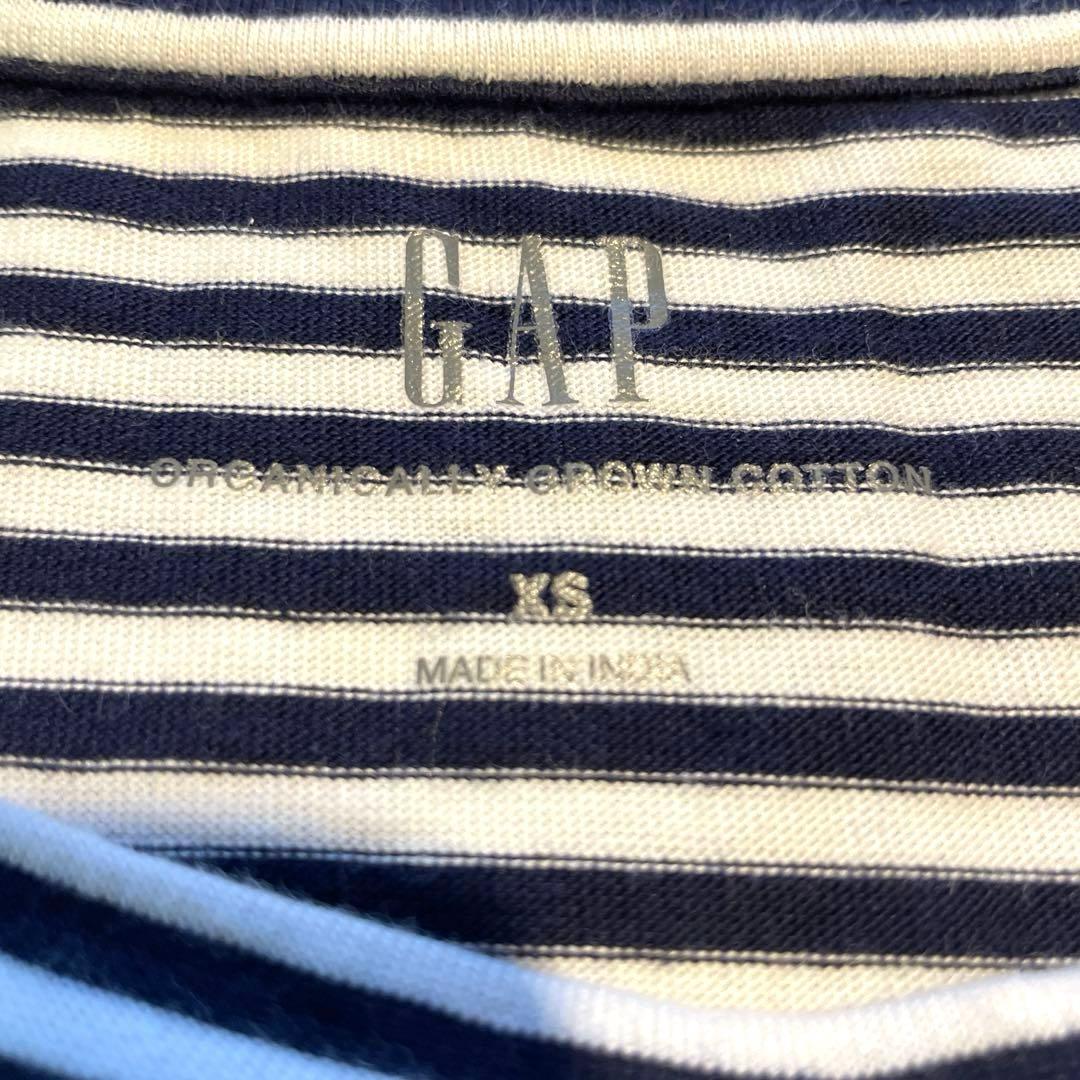 GAP
ORGANICALLY GROWN COTTON
XS
MADE IN INDIA